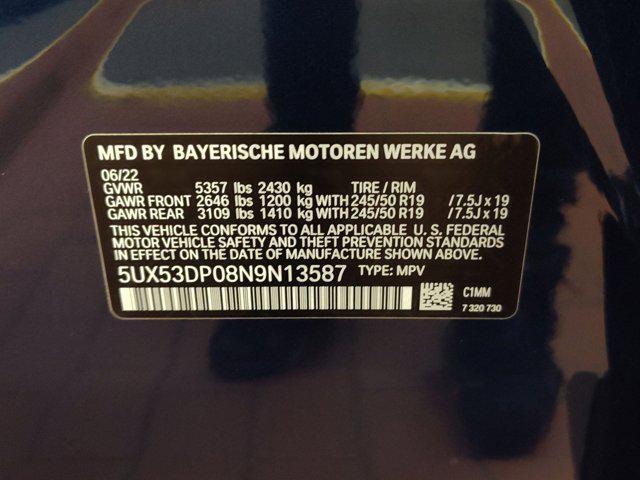 MFD BY BAYERISCHE MOTOREN WERKE AG
06/22
GVWR 5357 lbs 2430 kg TIRE / RIM
GAWR FRONT 2646 lbs 1200 kg WITH 245/50 R19 /7.5J x 19
GAWR REAR 3109 lbs 1410 kg WITH 245/50 R19 /7.5J x 19
THIS VEHICLE CONFORMS TO ALL APPLICABLE U. S. FEDERAL
MOTOR VEHICLE SAFETY AND THEFT PREVENTION STANDARDS
IN EFFECT ON THE DATE OF MANUFACTURE SHOWN ABOVE.
5UX53DP08N9N13587 TYPE: MPV
C1MM
7 320 730